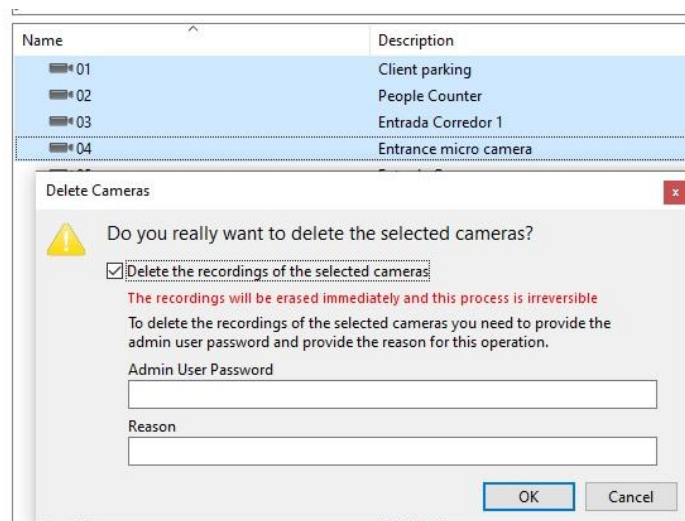 Name Description
01 Client parking
02 People Counter
03 Entrada Corredor 1
04 Entrance micro camera
Delete Cameras
x
Do you really want to delete the selected cameras?
Delete the recordings of the selected cameras
The recordings will be erased immediately and this process is irreversible
To delete the recordings of the selected cameras you need to provide the
admin user password and provide the reason for this operation.
Admin User Password
Reason
OK Cancel